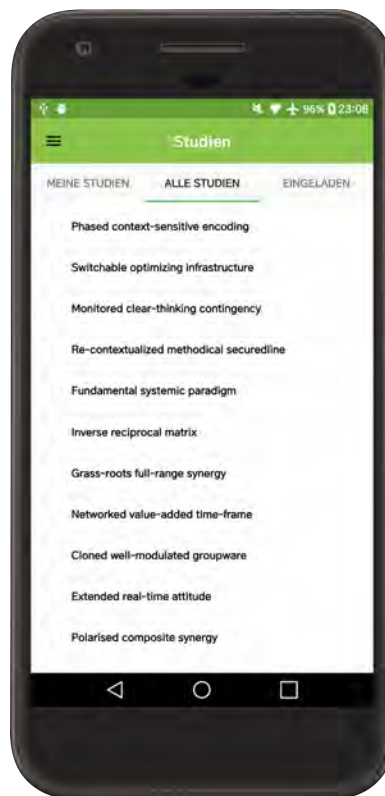 96% 23:08
Studien
MEINE STUDIEN ALLE STUDIEN EINGELADEN
Phased context-sensitive encoding
Switchable optimizing infrastructure
Monitored clear-thinking contingency
Re-contextualized methodical securedline
Fundamental systemic paradigm
Inverse reciprocal matrix
Grass-roots full-range synergy
Networked value-added time-frame
Cloned well-modulated groupware
Extended real-time attitude
Polarised composite synergy